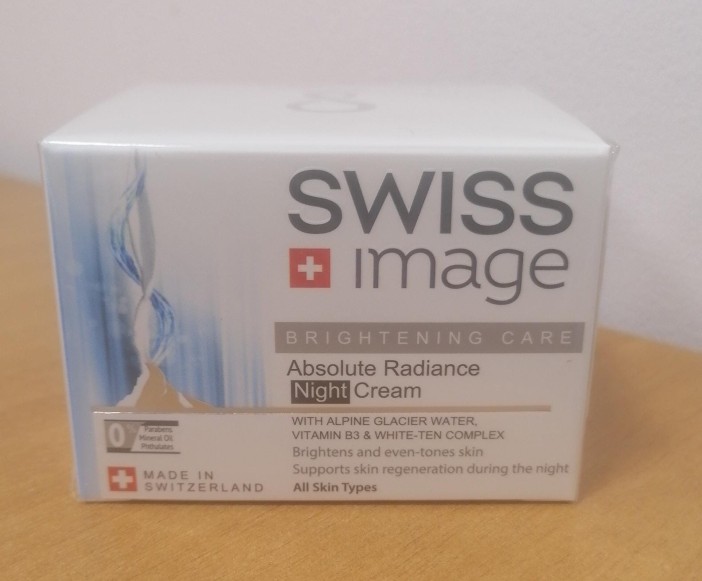 SWISS
image
BRIGHTENING CARE
Absolute Radiance
Night Cream
WITH ALPINE GLACIER WATER,
VITAMIN B3 & WHITE-TEN COMPLEX
Brightens and even-tones skin
Supports skin regeneration during the night
All Skin Types
0%
Parabens
Mineral Oil
Phthalates
MADE IN
SWITZERLAND